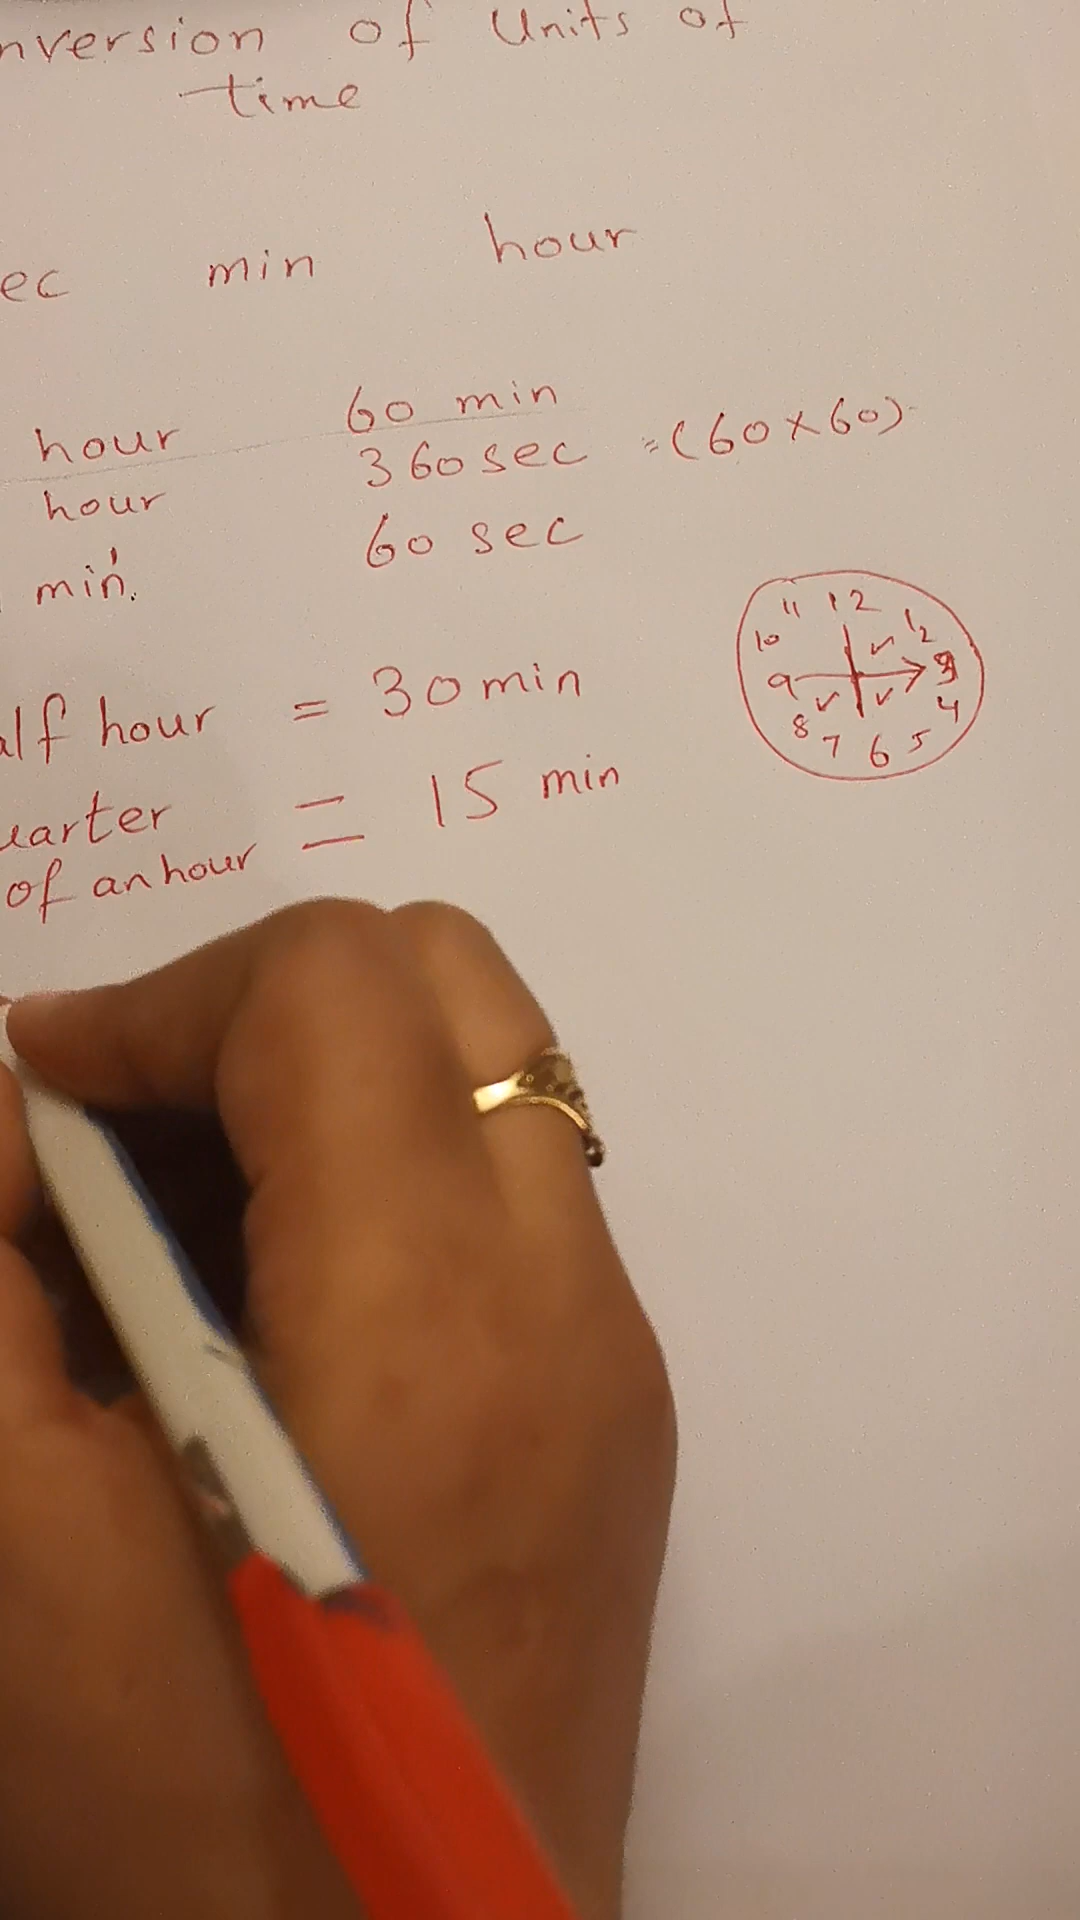 nversion of Units of
time
ec min hour
hour 60 min
hour 360 sec = (60 x 60)
min. 60 sec
alf hour = 30 min
uarter = 15 min
of an hour
11 12 1
10 2
9 3
8 4
7 6 5